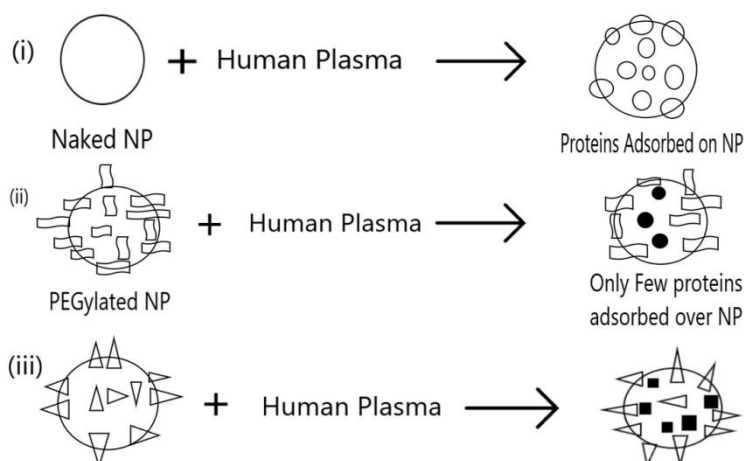 (i) + Human Plasma
Naked NP
Proteins Adsorbed on NP
(ii) + Human Plasma
PEGylated NP
Only Few proteins
adsorbed over NP
(iii) + Human Plasma